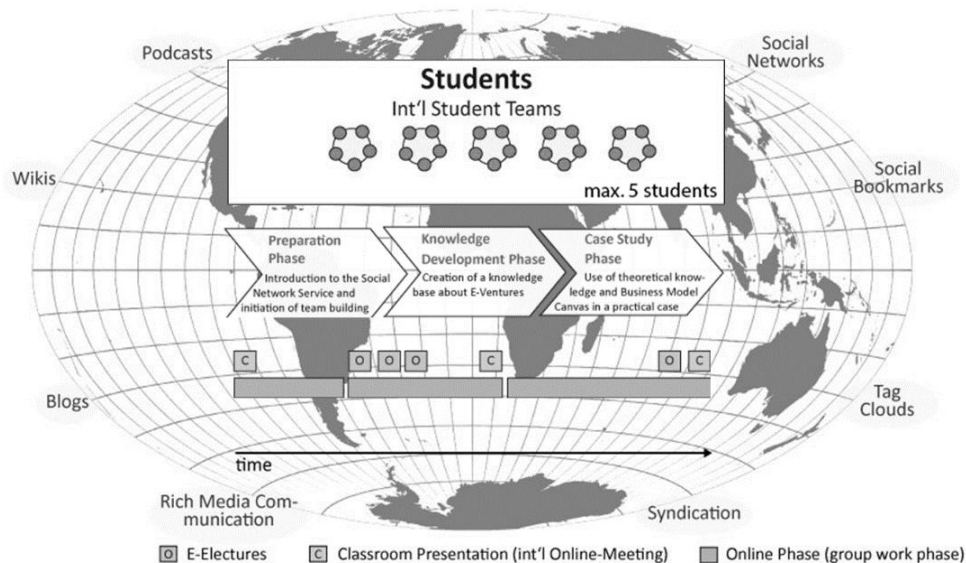 Podcasts
Social
Networks
Students
Int'l Student Teams
max. 5 students
Wikis
Social
Bookmarks
Preparation
Phase
Introduction to the Social
Network Service and
initiation of team building
Knowledge
Development Phase
Creation of a knowledge
base about E-Ventures
Case Study
Phase
Use of theoretical know-
ledge and Business Model
Canvas in a practical case
C
O
O
O
C
O
C
Blogs
Tag
Clouds
time
Rich Media Com-
munication
Syndication
O E-Electures
C Classroom Presentation (int'l Online-Meeting)
Online Phase (group work phase)